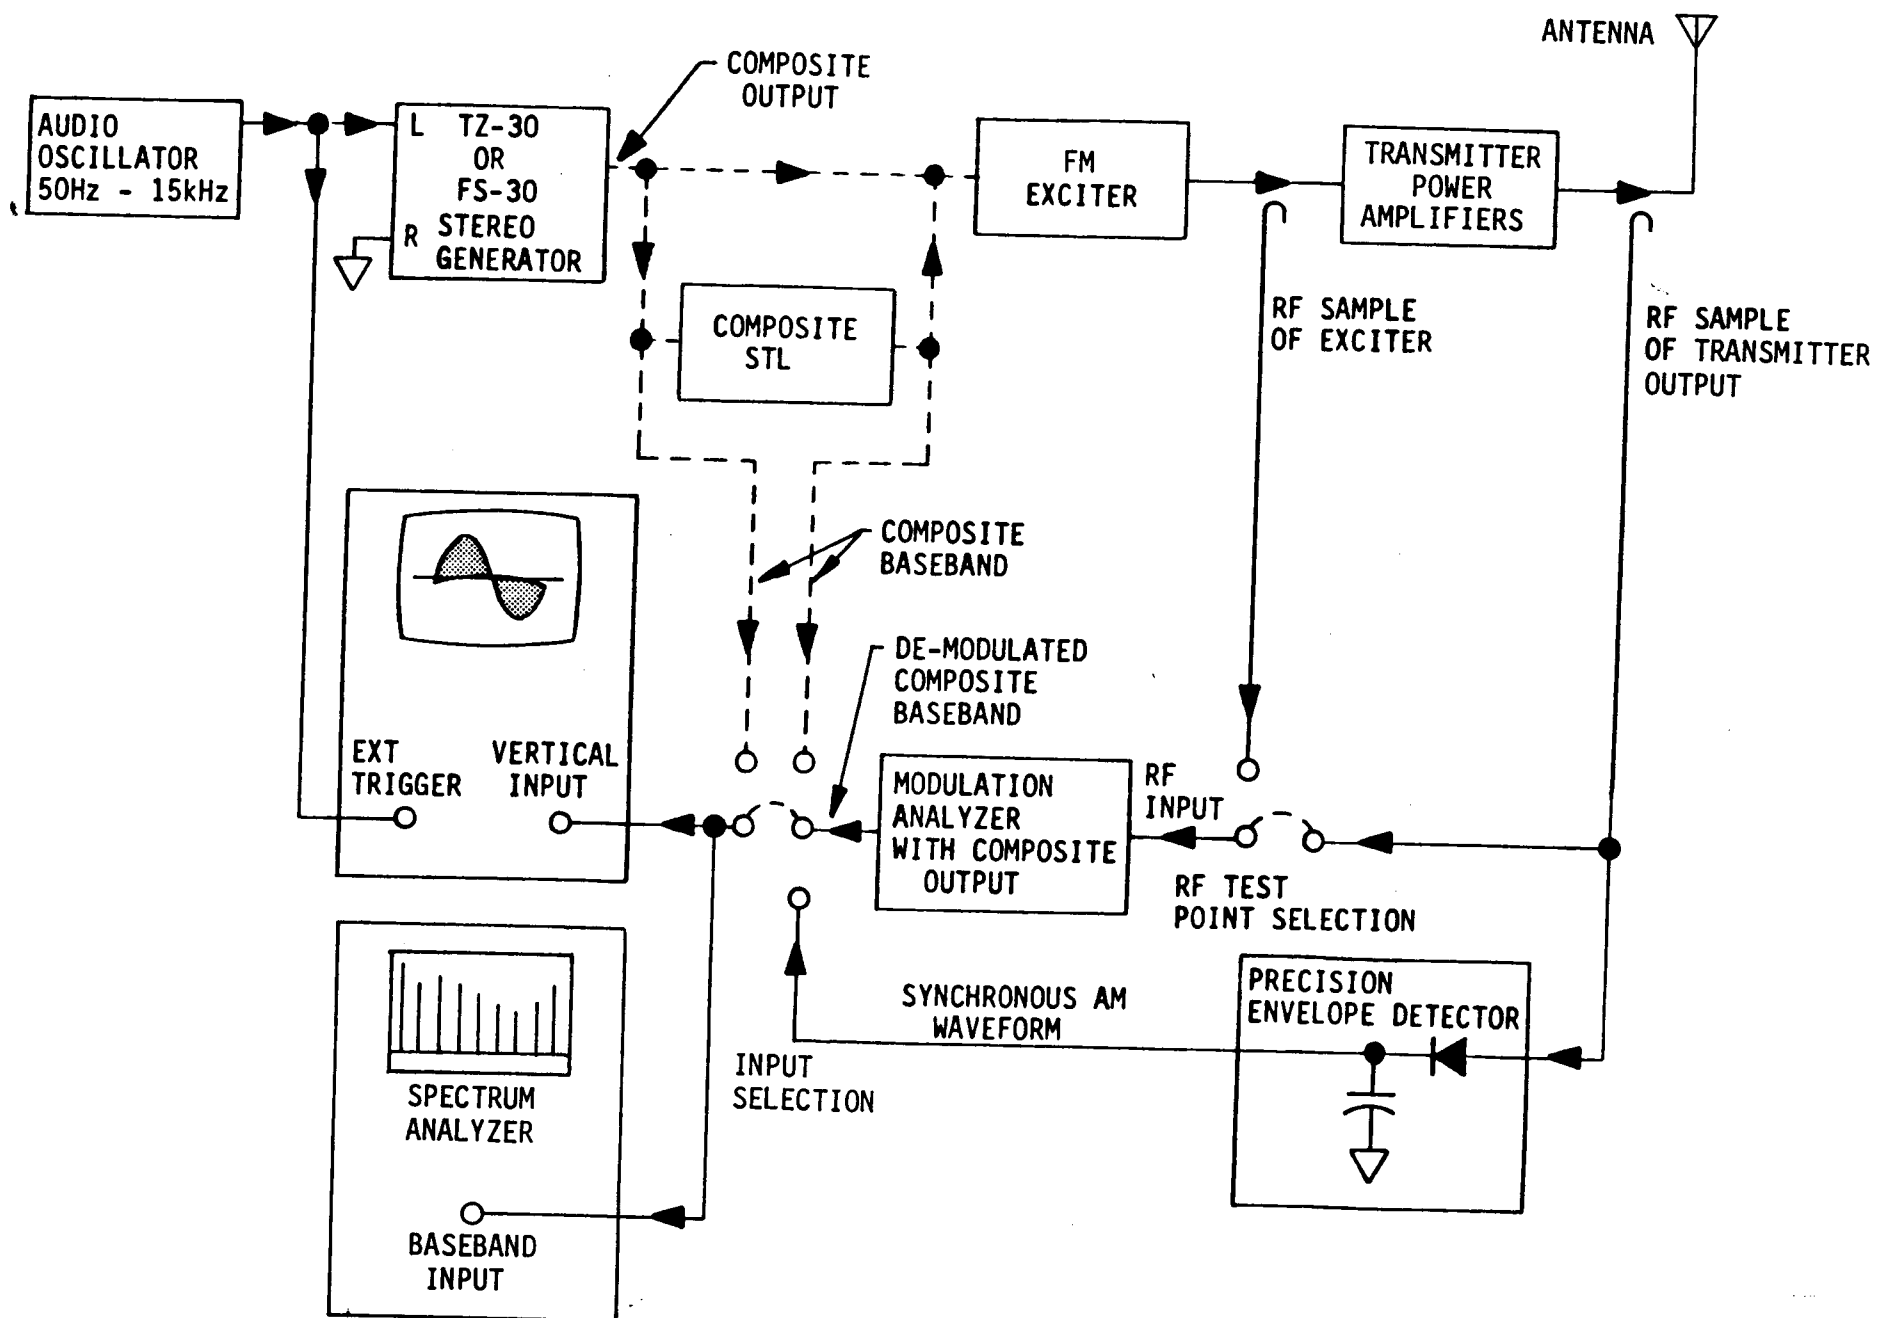 ANTENNA
COMPOSITE
OUTPUT
AUDIO
OSCILLATOR
50Hz - 15kHz
L TZ-30
OR
FS-30
R STEREO
GENERATOR
FM
EXCITER
TRANSMITTER
POWER
AMPLIFIERS
COMPOSITE
STL
RF SAMPLE
OF EXCITER
RF SAMPLE
OF TRANSMITTER
OUTPUT
COMPOSITE
BASEBAND
DE-MODULATED
COMPOSITE
BASEBAND
EXT
TRIGGER
VERTICAL
INPUT
MODULATION
ANALYZER
WITH COMPOSITE
OUTPUT
RF
INPUT
RF TEST
POINT SELECTION
PRECISION
ENVELOPE DETECTOR
SYNCHRONOUS AM
WAVEFORM
INPUT
SELECTION
SPECTRUM
ANALYZER
BASEBAND
INPUT